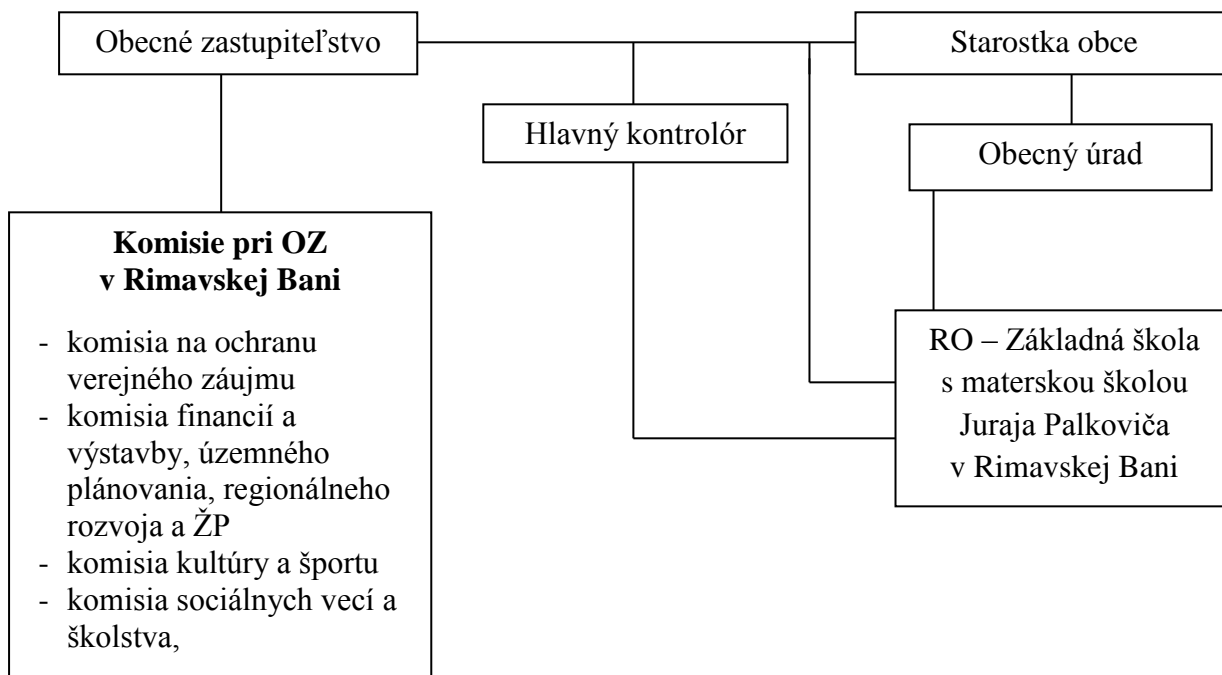 Obecné zastupiteľstvo
Starostka obce
Hlavný kontrolór
Obecný úrad
Komisie pri OZ
v Rimavskej Bani
- komisia na ochranu
verejného záujmu
- komisia financií a
výstavby, územného
plánovania, regionálneho
rozvoja a ŽP
- komisia kultúry a športu
- komisia sociálnych vecí a
školstva,
RO – Základná škola
s materskou školou
Juraja Palkoviča
v Rimavskej Bani